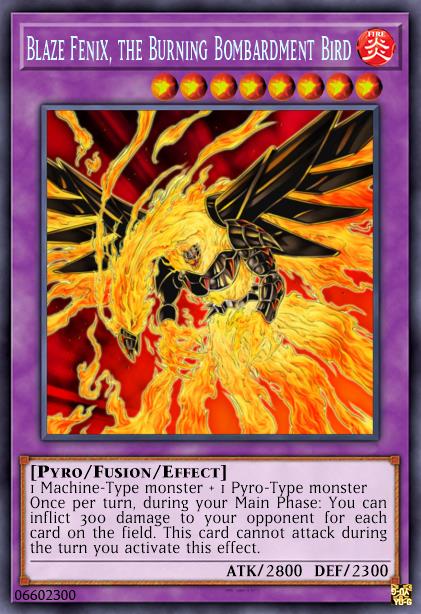 Blaze Fenix, the Burning Bombardment Bird
FIRE
炎
[Pyro/Fusion/Effect]
1 Machine-Type monster + 1 Pyro-Type monster
Once per turn, during your Main Phase: You can
inflict 300 damage to your opponent for each
card on the field. This card cannot attack during
the turn you activate this effect.
ATK/2800 DEF/2300
06602300